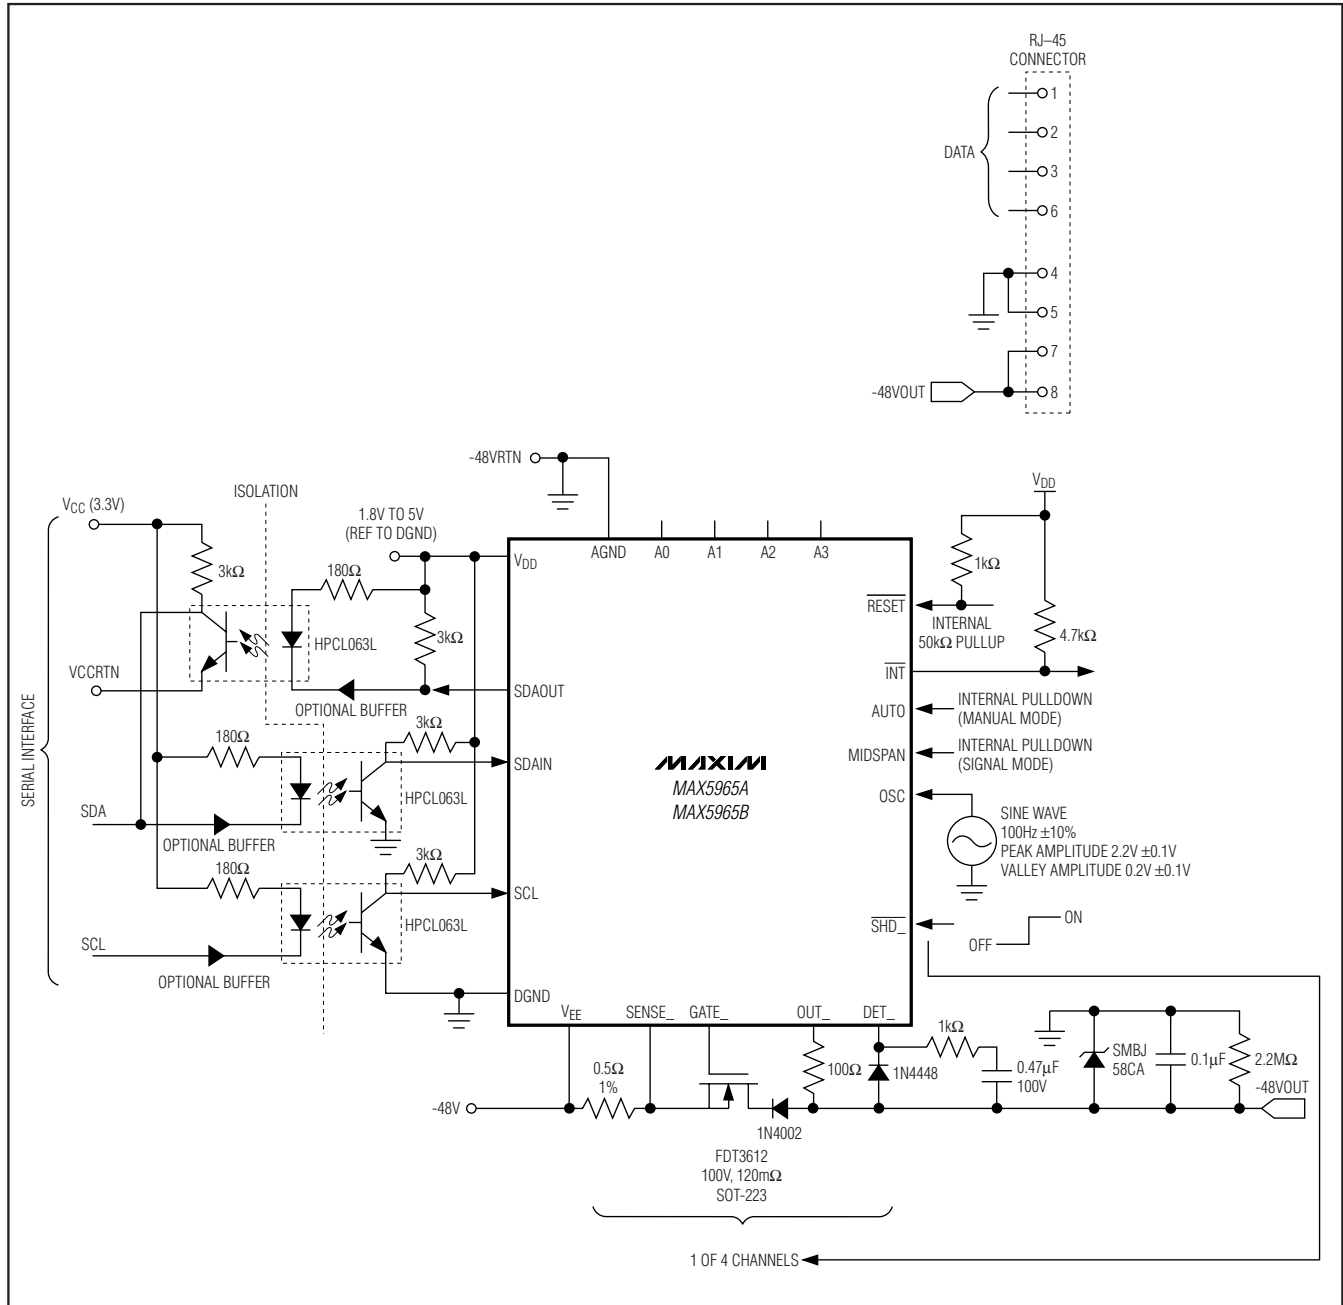 RJ–45
CONNECTOR
1
2
DATA
3
6
4
5
7
-48VOUT
8
-48VRTN
ISOLATION
VCC (3.3V)
1.8V TO 5V
(REF TO DGND)
VDD
3kΩ
180Ω
VDD
AGND
A0
A1
A2
A3
1kΩ
RESET
INTERNAL
50kΩ PULLUP
4.7kΩ
HPCL063L
3kΩ
VCCRTN
INT
SDAOUT
OPTIONAL BUFFER
AUTO
INTERNAL PULLDOWN
(MANUAL MODE)
SERIAL INTERFACE
180Ω
3kΩ
SDAIN
MAXIM
MAX5965A
MAX5965B
MIDSPAN
INTERNAL PULLDOWN
(SIGNAL MODE)
HPCL063L
OSC
SDA
OPTIONAL BUFFER
SINE WAVE
100Hz ±10%
PEAK AMPLITUDE 2.2V ±0.1V
VALLEY AMPLITUDE 0.2V ±0.1V
180Ω
3kΩ
SCL
HPCL063L
SHD_
ON
OFF
SCL
OPTIONAL BUFFER
DGND
VEE
SENSE_
GATE_
OUT_
DET_
1kΩ
0.5Ω
1%
100Ω
1N4448
0.47µF
100V
SMBJ
58CA
0.1µF
2.2MΩ
-48VOUT
-48V
1N4002
FDT3612
100V, 120mΩ
SOT-223
1 OF 4 CHANNELS